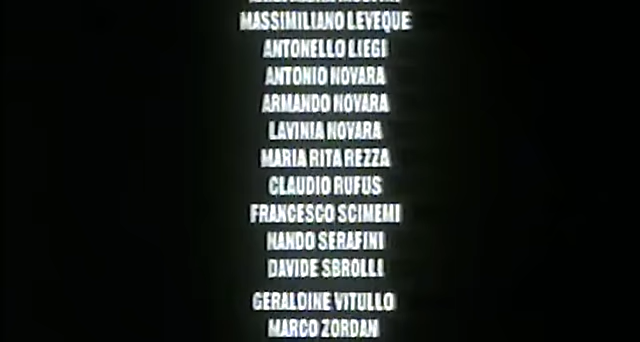 MASSIMILIANO LEVEQUE
ANTONELLO LIEGI
ANTONIO NOVARA
ARMANDO NOVARA
LAVINIA NOVARA
MARIA RITA REZZA
CLAUDIO RUFUS
FRANCESCO SCIMEMI
NANDO SERAFINI
DAVIDE SBROLLI
GERALDINE VITULLO
MARCO ZORDAN